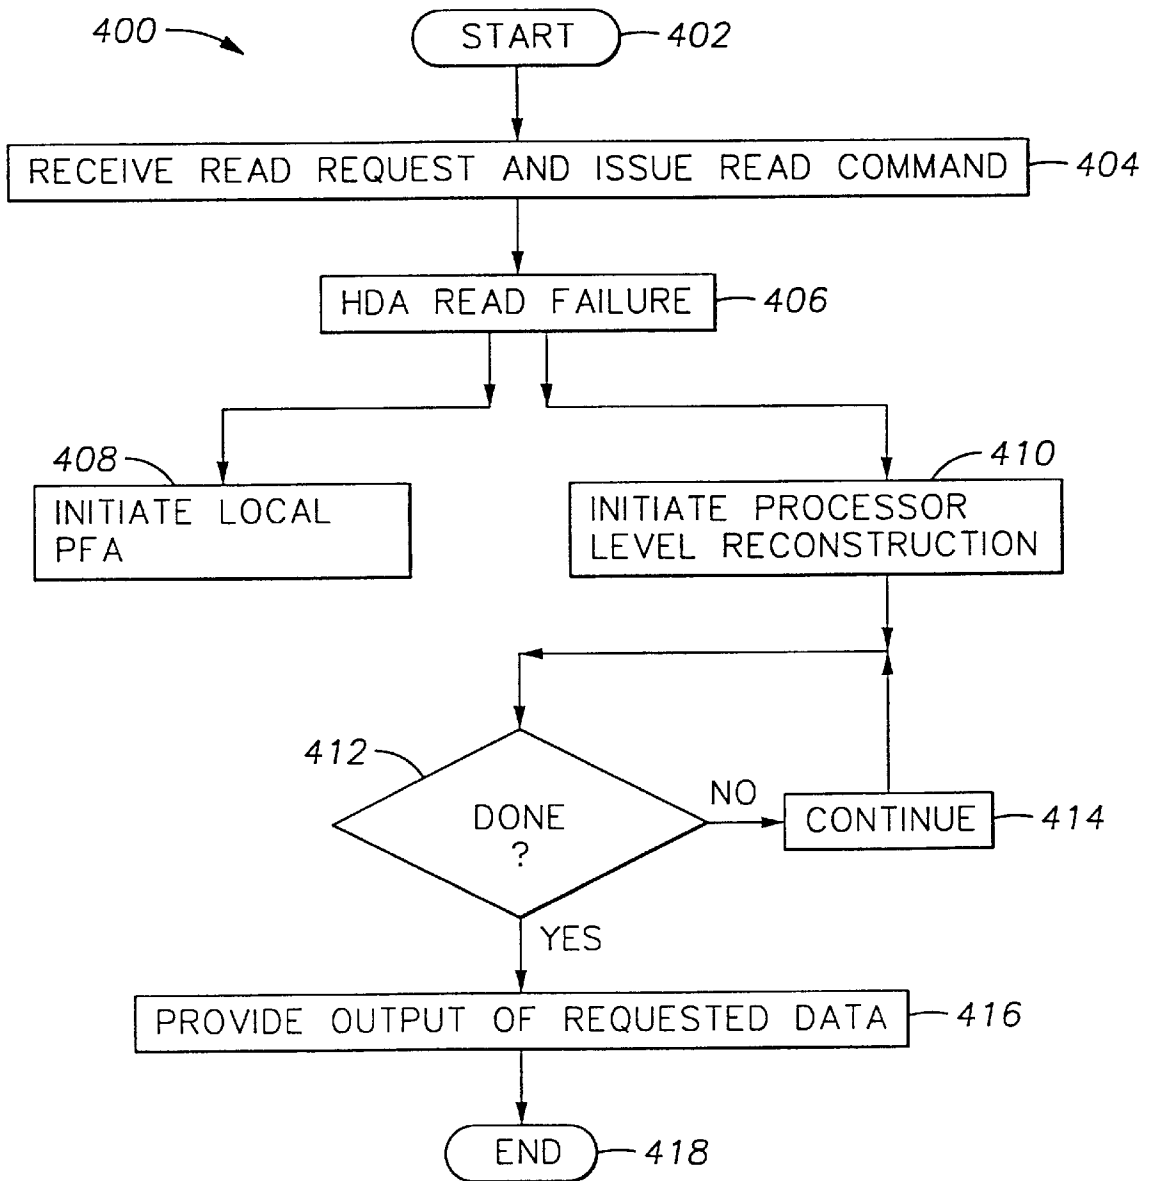 400
START
402
RECEIVE READ REQUEST AND ISSUE READ COMMAND
404
HDA READ FAILURE
406
408
INITIATE LOCAL
PFA
410
INITIATE PROCESSOR
LEVEL RECONSTRUCTION
412
DONE
?
NO
CONTINUE
414
YES
PROVIDE OUTPUT OF REQUESTED DATA
416
END
418